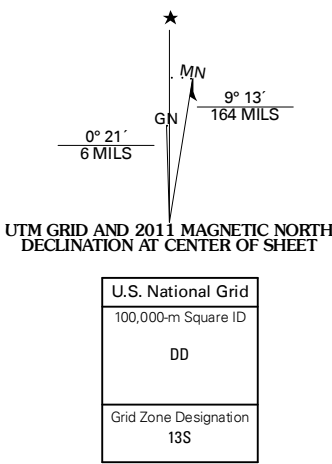 MN
GN
9° 13´
164 MILS
0° 21´
6 MILS
UTM GRID AND 2011 MAGNETIC NORTH
DECLINATION AT CENTER OF SHEET
U.S. National Grid
100,000-m Square ID
DD
Grid Zone Designation
13S